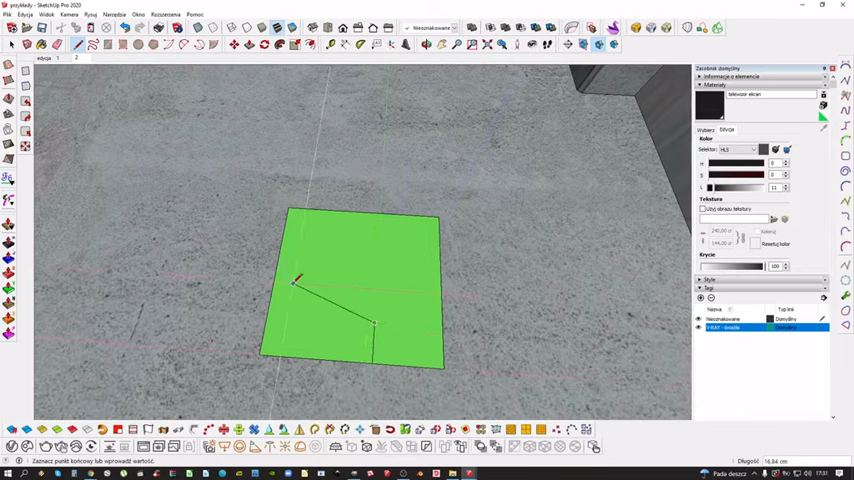 przykłady - SketchUp Pro 2020
Plik Edycja Widok Kamera Rysuj Narzędzia Okno Rozszerzenia Pomoc
Nieoznakowane
edycja : 1 2
Zasobnik domyślny
Informacja o elemencie
Materiały
telewizor ekran
Wybierz Edycja
Kolor
Selektor: HLS
H 0
S 0
L 11
Tekstura
Użyj obrazu tekstury
240,00 cm
Koloruj
144,00 cm
Resetuj kolor
Krycie
100
Style
Tagi
Nazwa Typ linii
Nieoznakowane Domyślny
V-RAY - światła Domyślny
Zaznacz punkt końcowy lub wprowadź wartość.
Długość 16,84 cm
Pada deszcz
17:31